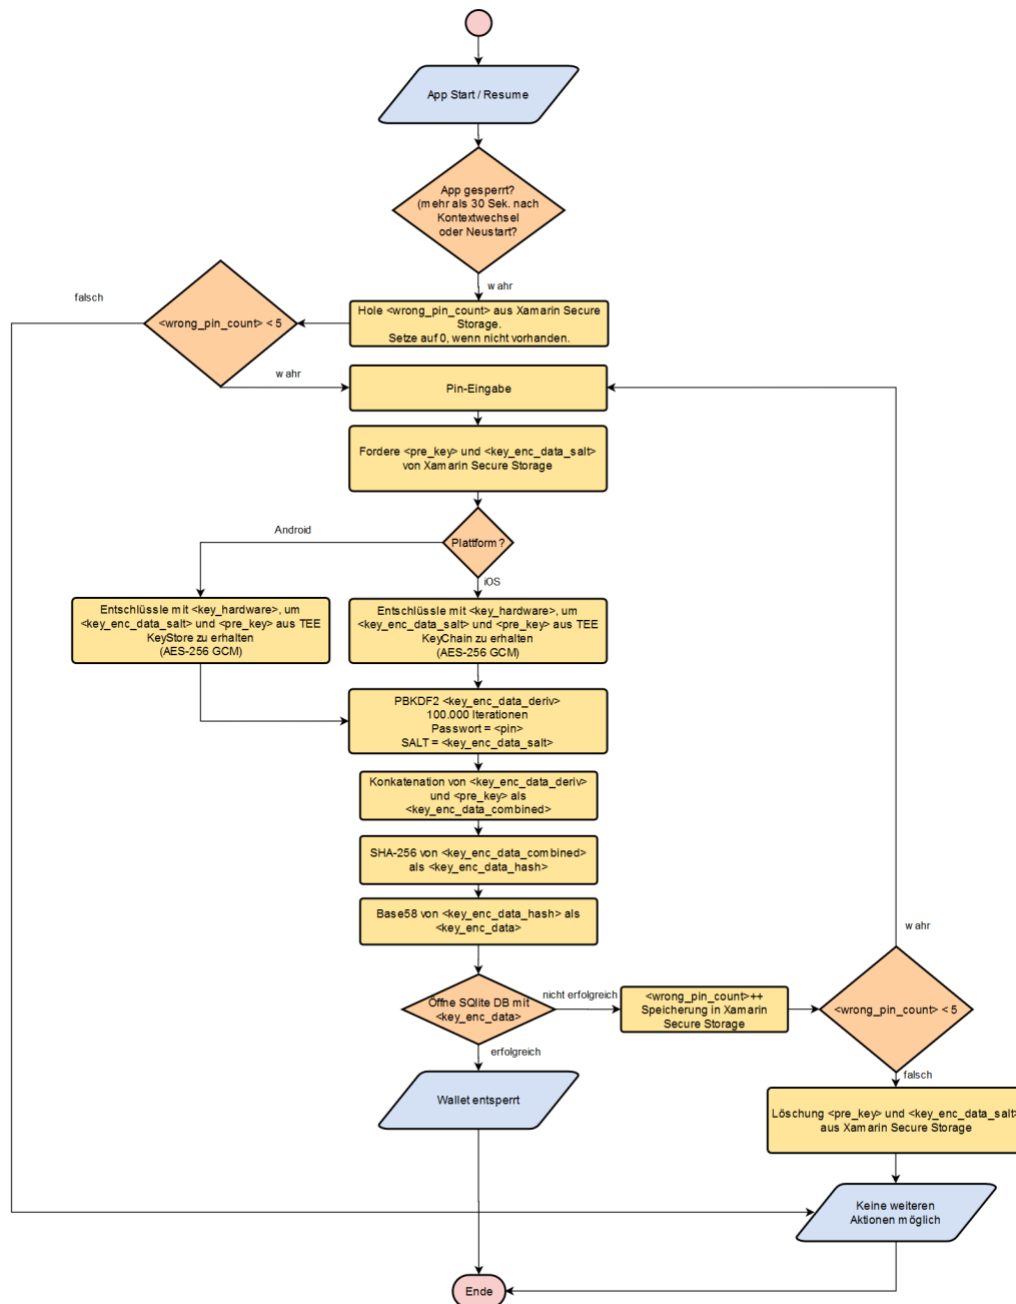 App Start / Resume
App gesperrt?
(mehr als 30 Sek. nach
Kontextwechsel
oder Neustart?
wahr
Hole <wrong_pin_count> aus Xamarin Secure
Storage.
Setze auf 0, wenn nicht vorhanden.
<wrong_pin_count> < 5
falsch
wahr
Pin-Eingabe
Fordere <pre_key> und <key_enc_data_salt>
von Xamarin Secure Storage
Plattform?
Android
iOS
Entschlüssle mit <key_hardware>, um
<key_enc_data_salt> und <pre_key> aus TEE
KeyStore zu erhalten
(AES-256 GCM)
Entschlüssle mit <key_hardware>, um
<key_enc_data_salt> und <pre_key> aus TEE
KeyChain zu erhalten
(AES-256 GCM)
PBKDF2 <key_enc_data_deriv>
100.000 Iterationen
Passwort = <pin>
SALT = <key_enc_data_salt>
Konkatenation von <key_enc_data_deriv>
und <pre_key> als
<key_enc_data_combined>
SHA-256 von <key_enc_data_combined>
als <key_enc_data_hash>
Base58 von <key_enc_data_hash> als
<key_enc_data>
Öffne SQlite DB mit
<key_enc_data>
nicht erfolgreich
<wrong_pin_count>++
Speicherung in Xamarin
Secure Storage
<wrong_pin_count> < 5
wahr
falsch
erfolgreich
Wallet entsperrt
Löschung <pre_key> und <key_enc_data_salt>
aus Xamarin Secure Storage
Keine weiteren
Aktionen möglich
Ende